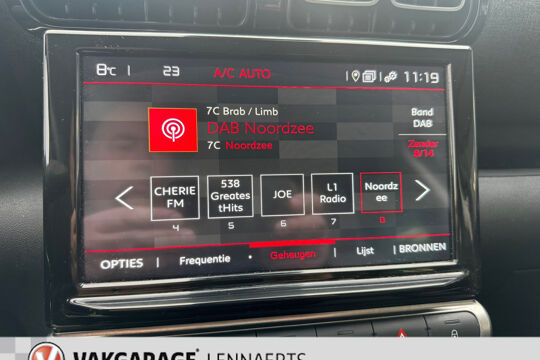 8°C 23 A/C AUTO 11:19
7C Brab / Limb
DAB Noordzee
7C Noordzee
Band
DAB
Zender
8/14
CHERIE
FM
4
538
Greates
tHits
5
JOE
6
L1
Radio
7
Noordz
ee
8
OPTIES Frequentie Geheugen Lijst BRONNEN
VAKGARAGE LENNAERTS